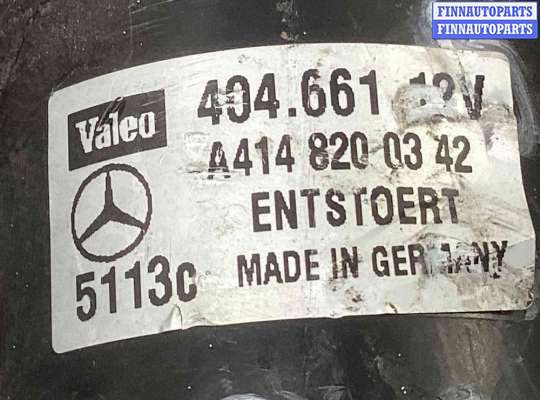 FINNAUTOPARTS
FINNAUTOPARTS
Valeo
404.661 12V
A414 820 03 42
ENTSTOERT
5113c
MADE IN GERMANY